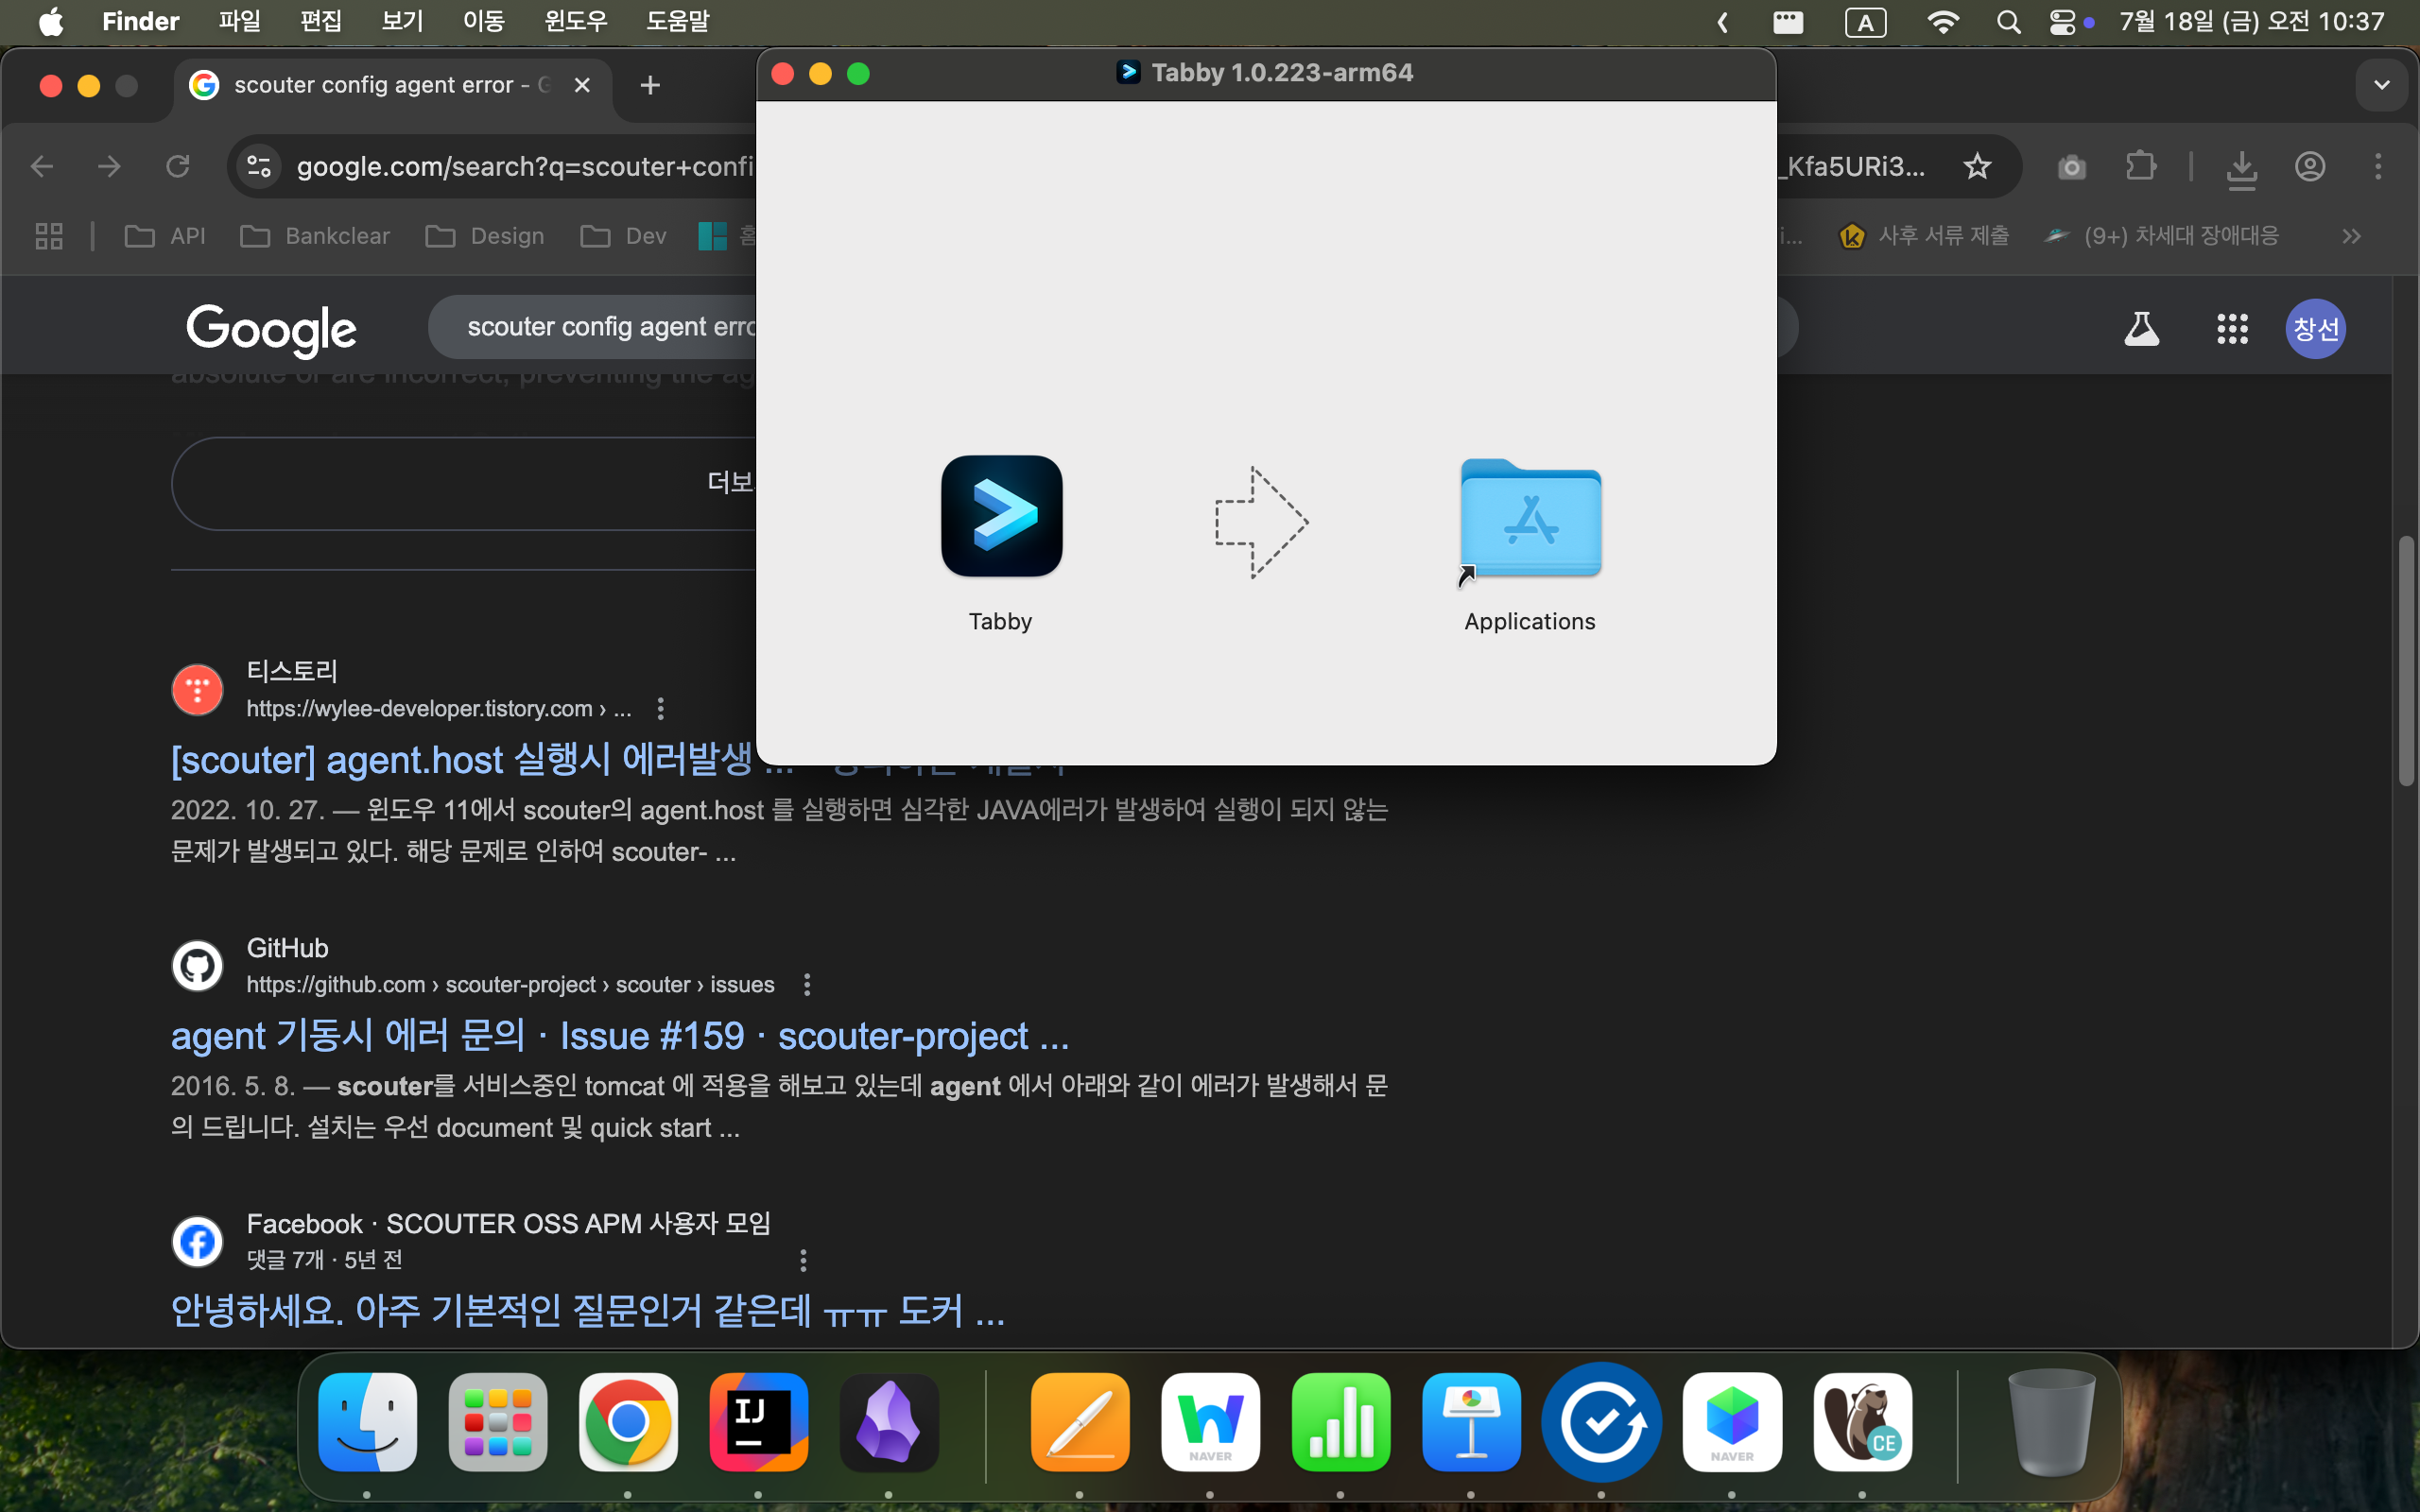 Finder 파일 편집 보기 이동 윈도우 도움말 A 7월 18일 (금) 오전 10:37
scouter config agent error - G
Tabby 1.0.223-arm64
google.com/search?q=scouter+confi
_Kfa5URi3...
API Bankclear Design Dev 홈
i... 사후 서류 제출 (9+) 차세대 장애대응
Google scouter config agent erro 창선
absolute or are incorrect, preventing the ag
더보
Tabby
Applications
티스토리
https://wylee-developer.tistory.com › ...
[scouter] agent.host 실행시 에러발생 ...
2022. 10. 27. — 윈도우 11에서 scouter의 agent.host 를 실행하면 심각한 JAVA에러가 발생하여 실행이 되지 않는
문제가 발생되고 있다. 해당 문제로 인하여 scouter- ...
GitHub
https://github.com › scouter-project › scouter › issues
agent 기동시 에러 문의 · Issue #159 · scouter-project ...
2016. 5. 8. — scouter를 서비스중인 tomcat 에 적용을 해보고 있는데 agent 에서 아래와 같이 에러가 발생해서 문
의 드립니다. 설치는 우선 document 및 quick start ...
Facebook · SCOUTER OSS APM 사용자 모임
댓글 7개 · 5년 전
안녕하세요. 아주 기본적인 질문인거 같은데 ㅠㅠ 도커 ...
IJ
NAVER
NAVER
CE